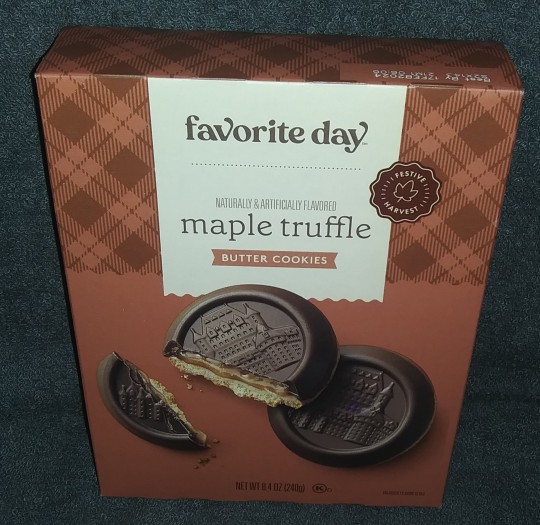 favorite day
FESTIVE
HARVEST
NATURALLY & ARTIFICIALLY FLAVORED
maple truffle
BUTTER COOKIES
NET WT 8.4 OZ (240g)